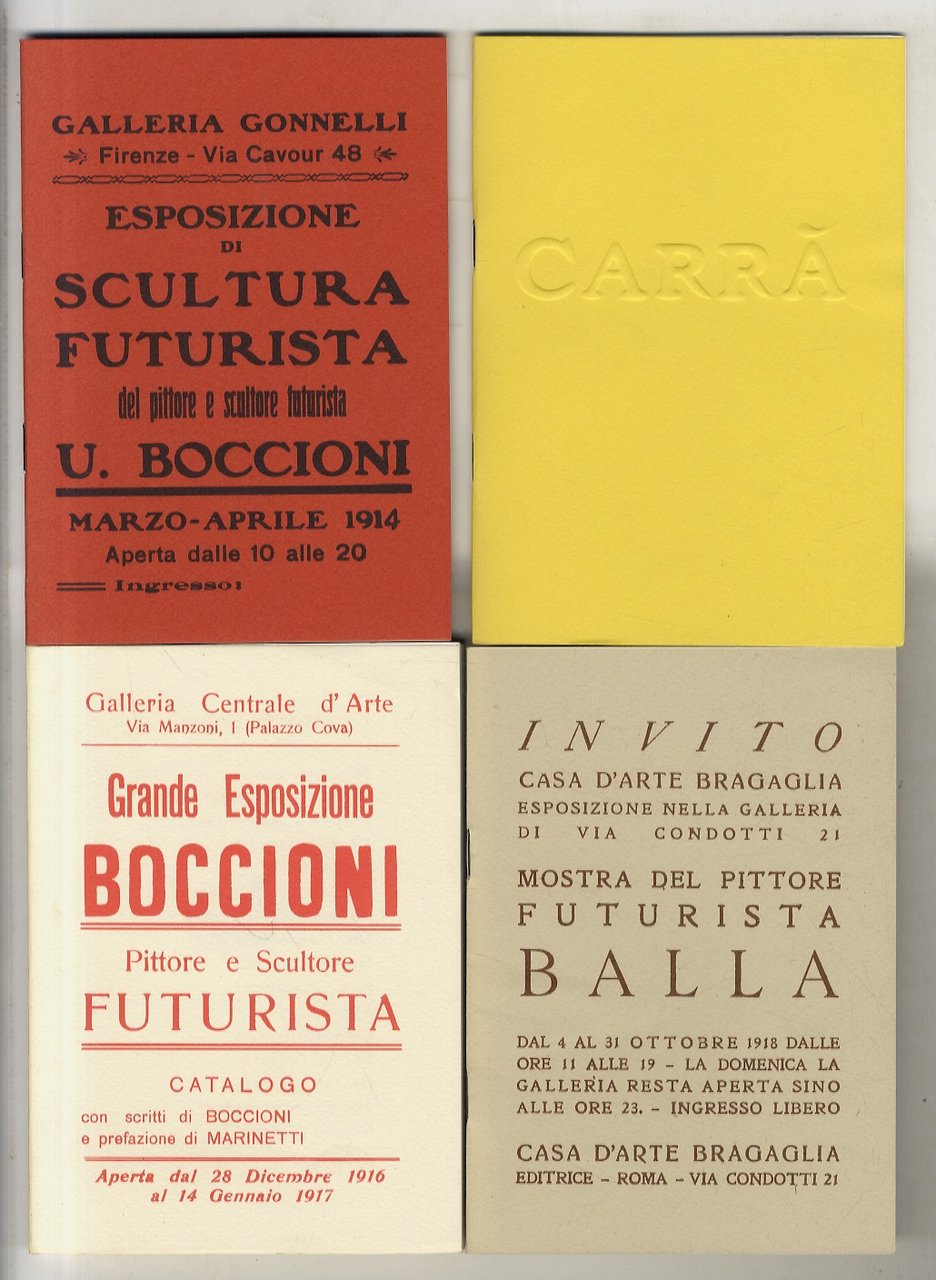 GALLERIA GONNELLI
Firenze - Via Cavour 48
ESPOSIZIONE
DI
SCULTURA
FUTURISTA
del pittore e scultore futurista
U. BOCCIONI
MARZO-APRILE 1914
Aperta dalle 10 alle 20
Ingresso:
CARRÀ
Galleria Centrale d'Arte
Via Manzoni, 1 (Palazzo Cova)
Grande Esposizione
BOCCIONI
Pittore e Scultore
FUTURISTA
CATALOGO
con scritti di BOCCIONI
e prefazione di MARINETTI
Aperta dal 28 Dicembre 1916
al 14 Gennaio 1917
INVITO
CASA D'ARTE BRAGAGLIA
ESPOSIZIONE NELLA GALLERIA
DI VIA CONDOTTI 21
MOSTRA DEL PITTORE
FUTURISTA
BALLA
DAL 4 AL 31 OTTOBRE 1918 DALLE
ORE 11 ALLE 19 - LA DOMENICA LA
GALLERIA RESTA APERTA SINO
ALLE ORE 23. - INGRESSO LIBERO
CASA D'ARTE BRAGAGLIA
EDITRICE - ROMA - VIA CONDOTTI 21